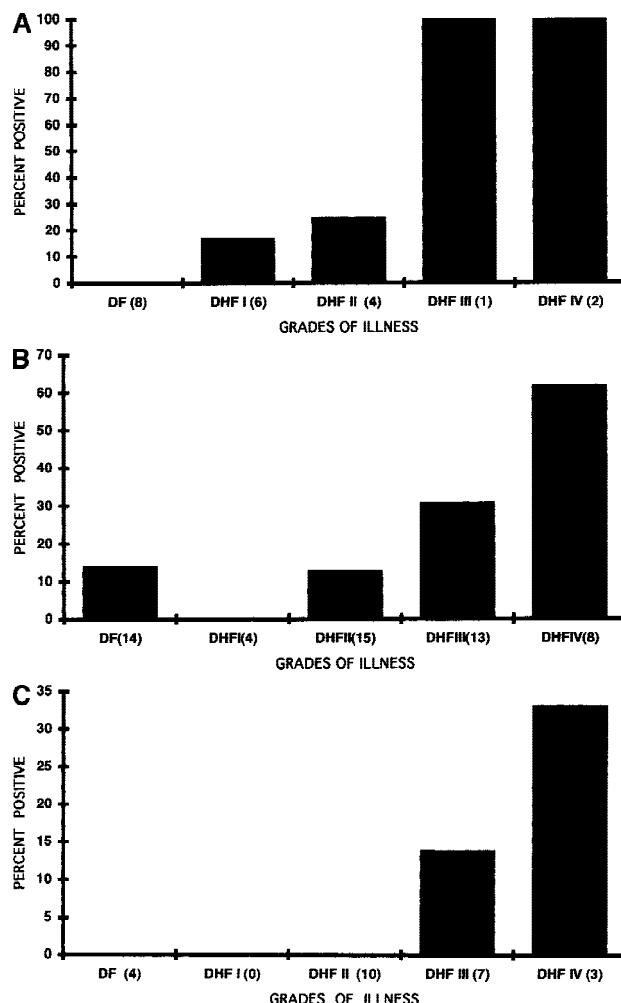 A
PERCENT POSITIVE
100
90
80
70
60
50
40
30
20
10
0
DF (8) DHF I (6) DHF II (4) DHF III (1) DHF IV (2)
GRADES OF ILLNESS
B
PERCENT POSITIVE
70
60
50
40
30
20
10
0
DF(14) DHFI(4) DHFII(15) DHFIII(13) DHFIV(8)
GRADES OF ILLNESS
C
PERCENT POSITIVE
35
30
25
20
15
10
5
0
DF (4) DHF I (0) DHF II (10) DHF III (7) DHF IV (3)
GRADES OF ILLNESS